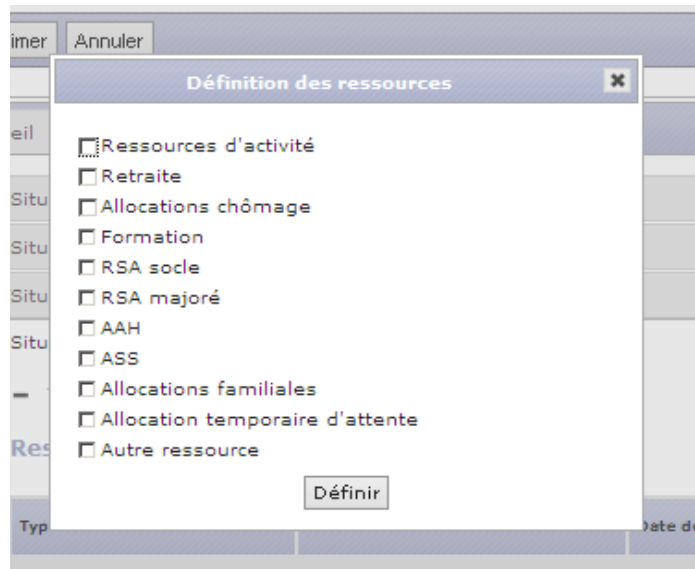 imer Annuler
Définition des ressources
eil
Ressources d'activité
Retraite
Situ
Allocations chômage
Formation
Situ
RSA socle
RSA majoré
Situ
AAH
Situ
ASS
Allocations familiales
Allocation temporaire d'attente
Res
Autre ressource
Définir
Typ
Date de